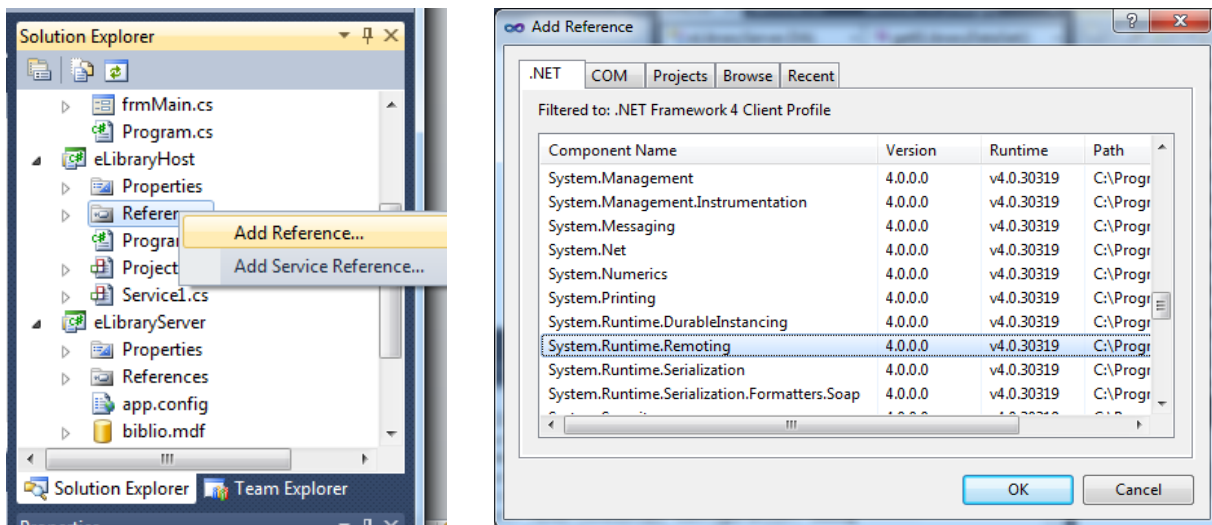 Solution Explorer
frmMain.cs
Program.cs
eLibraryHost
Properties
Referen
Add Reference...
Program
Project
Add Service Reference...
Service1.cs
eLibraryServer
Properties
References
app.config
biblio.mdf
Solution Explorer
Team Explorer
Properties
Add Reference
.NET COM Projects Browse Recent
Filtered to: .NET Framework 4 Client Profile
Component Name Version Runtime Path
System.Management 4.0.0.0 v4.0.30319 C:\Progr
System.Management.Instrumentation 4.0.0.0 v4.0.30319 C:\Progr
System.Messaging 4.0.0.0 v4.0.30319 C:\Progr
System.Net 4.0.0.0 v4.0.30319 C:\Progr
System.Numerics 4.0.0.0 v4.0.30319 C:\Progr
System.Printing 4.0.0.0 v4.0.30319 C:\Progr
System.Runtime.DurableInstancing 4.0.0.0 v4.0.30319 C:\Progr
System.Runtime.Remoting 4.0.0.0 v4.0.30319 C:\Progr
System.Runtime.Serialization 4.0.0.0 v4.0.30319 C:\Progr
System.Runtime.Serialization.Formatters.Soap 4.0.0.0 v4.0.30319 C:\Progr
OK Cancel